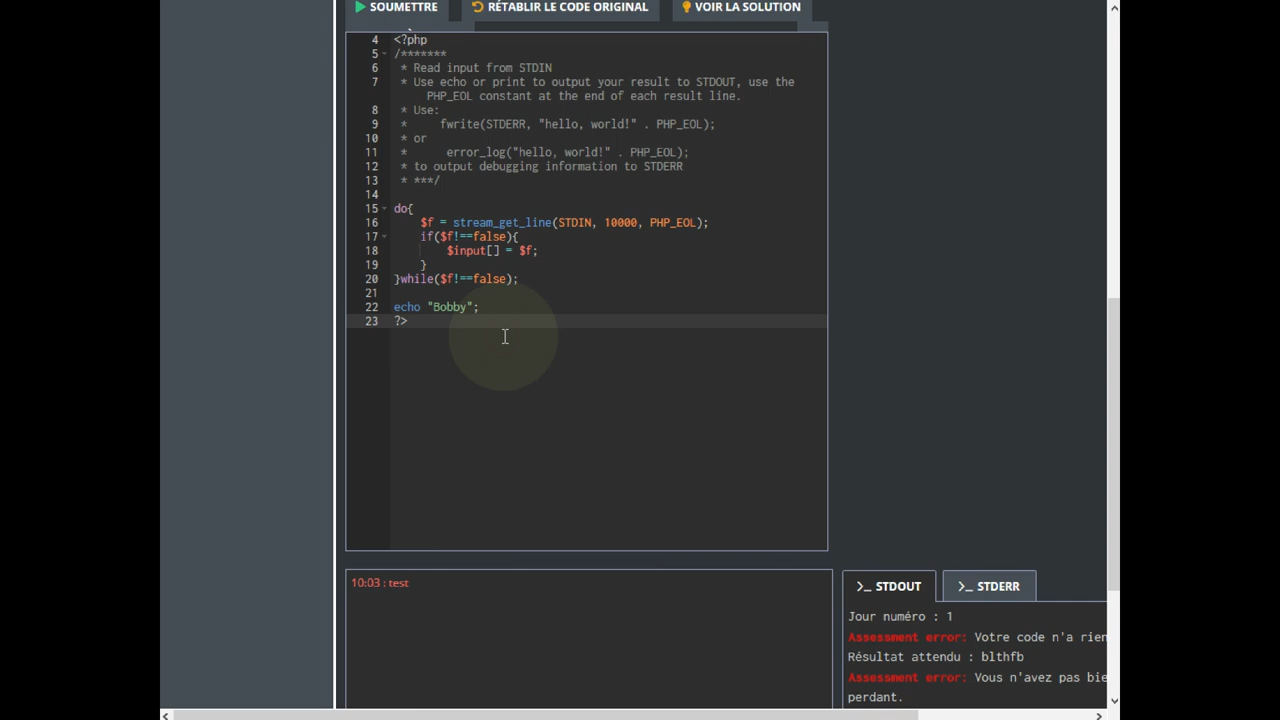 SOUMETTRE
RÉTABLIR LE CODE ORIGINAL
VOIR LA SOLUTION
4 <?php
5 /*******
6  * Read input from STDIN
7  * Use echo or print to output your result to STDOUT, use the
PHP_EOL constant at the end of each result line.
8  * Use:
9  *     fwrite(STDERR, "hello, world!" . PHP_EOL);
10  * or
11  *      error_log("hello, world!" . PHP_EOL);
12  * to output debugging information to STDERR
13  * ***/
14
15 do{
16     $f = stream_get_line(STDIN, 10000, PHP_EOL);
17     if($f!==false){
18         $input[] = $f;
19     }
20 }while($f!==false);
21
22 echo "Bobby";
23 ?>
10:03 : test
>_ STDOUT
>_ STDERR
Jour numéro : 1
Assessment error: Votre code n'a rien
Résultat attendu : blthfb
Assessment error: Vous n'avez pas bie
perdant.